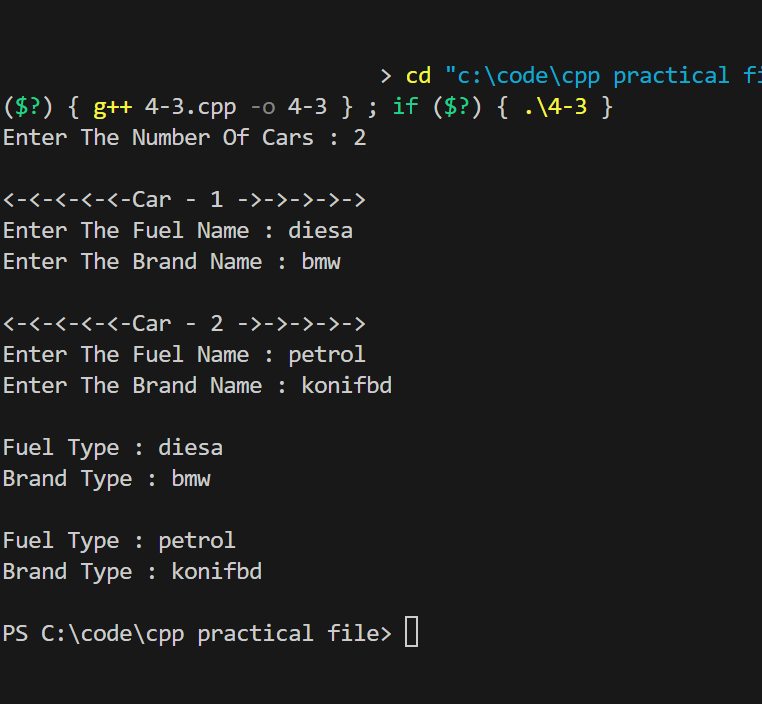 > cd "c:\code\cpp practical
($?) { g++ 4-3.cpp -o 4-3 } ; if ($?) { .\4-3 }
Enter The Number Of Cars : 2
<-<-<-<-<-Car - 1 ->->->->->
Enter The Fuel Name : diesa
Enter The Brand Name : bmw
<-<-<-<-<-Car - 2 ->->->->->
Enter The Fuel Name : petrol
Enter The Brand Name : konifbd
Fuel Type : diesa
Brand Type : bmw
Fuel Type : petrol
Brand Type : konifbd
PS C:\code\cpp practical file>